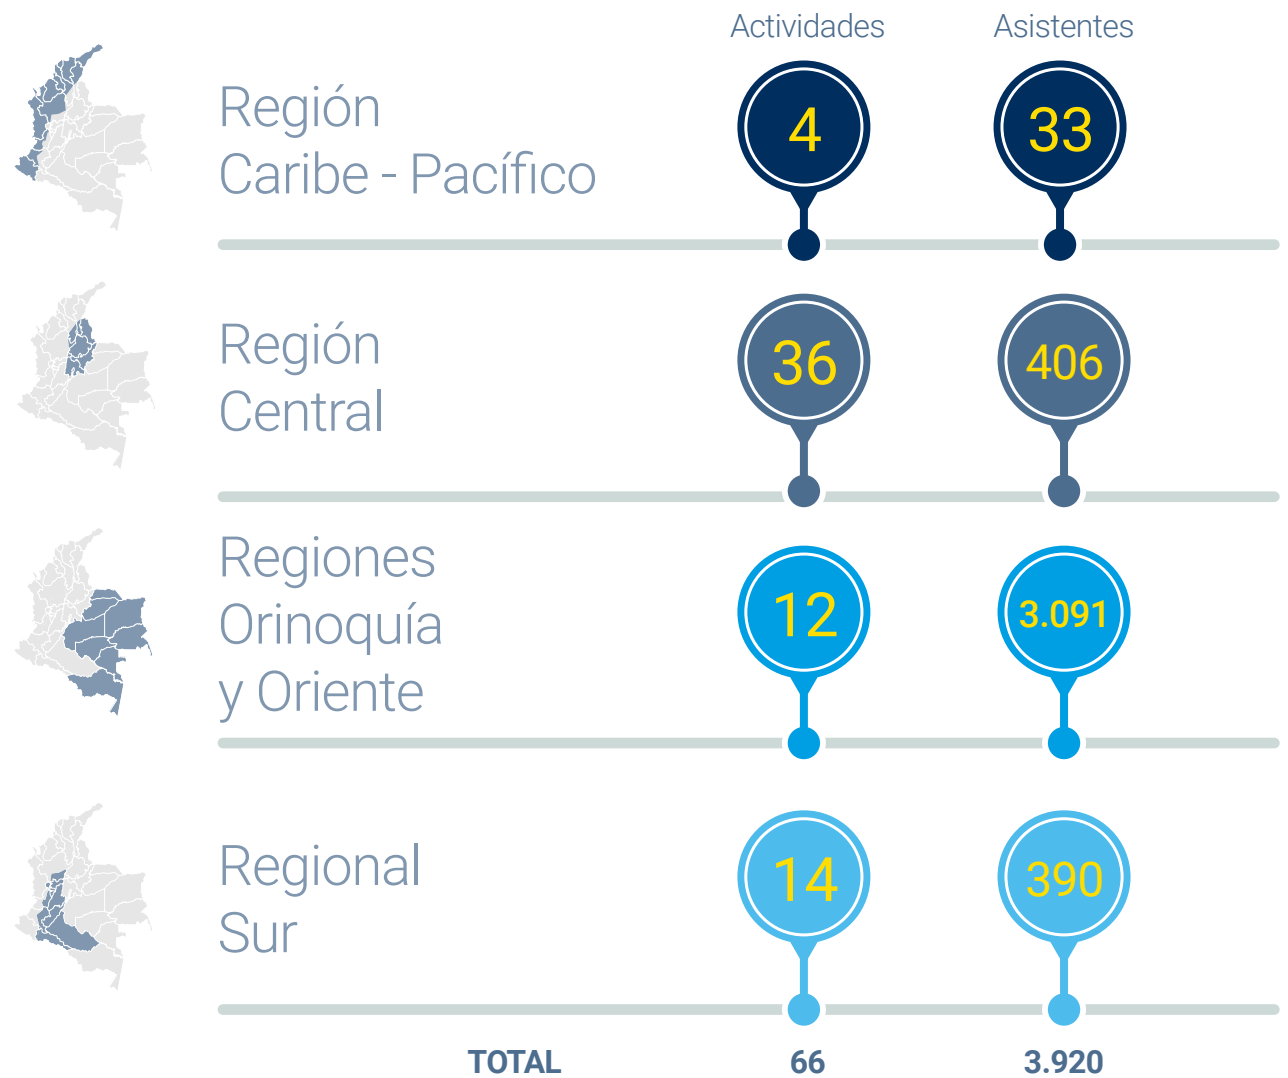 Actividades Asistentes
Región
Caribe - Pacífico
4 33
Región
Central
36 406
Regiones
Orinoquía
y Oriente
12 3.091
Regional
Sur
14 390
TOTAL 66 3.920